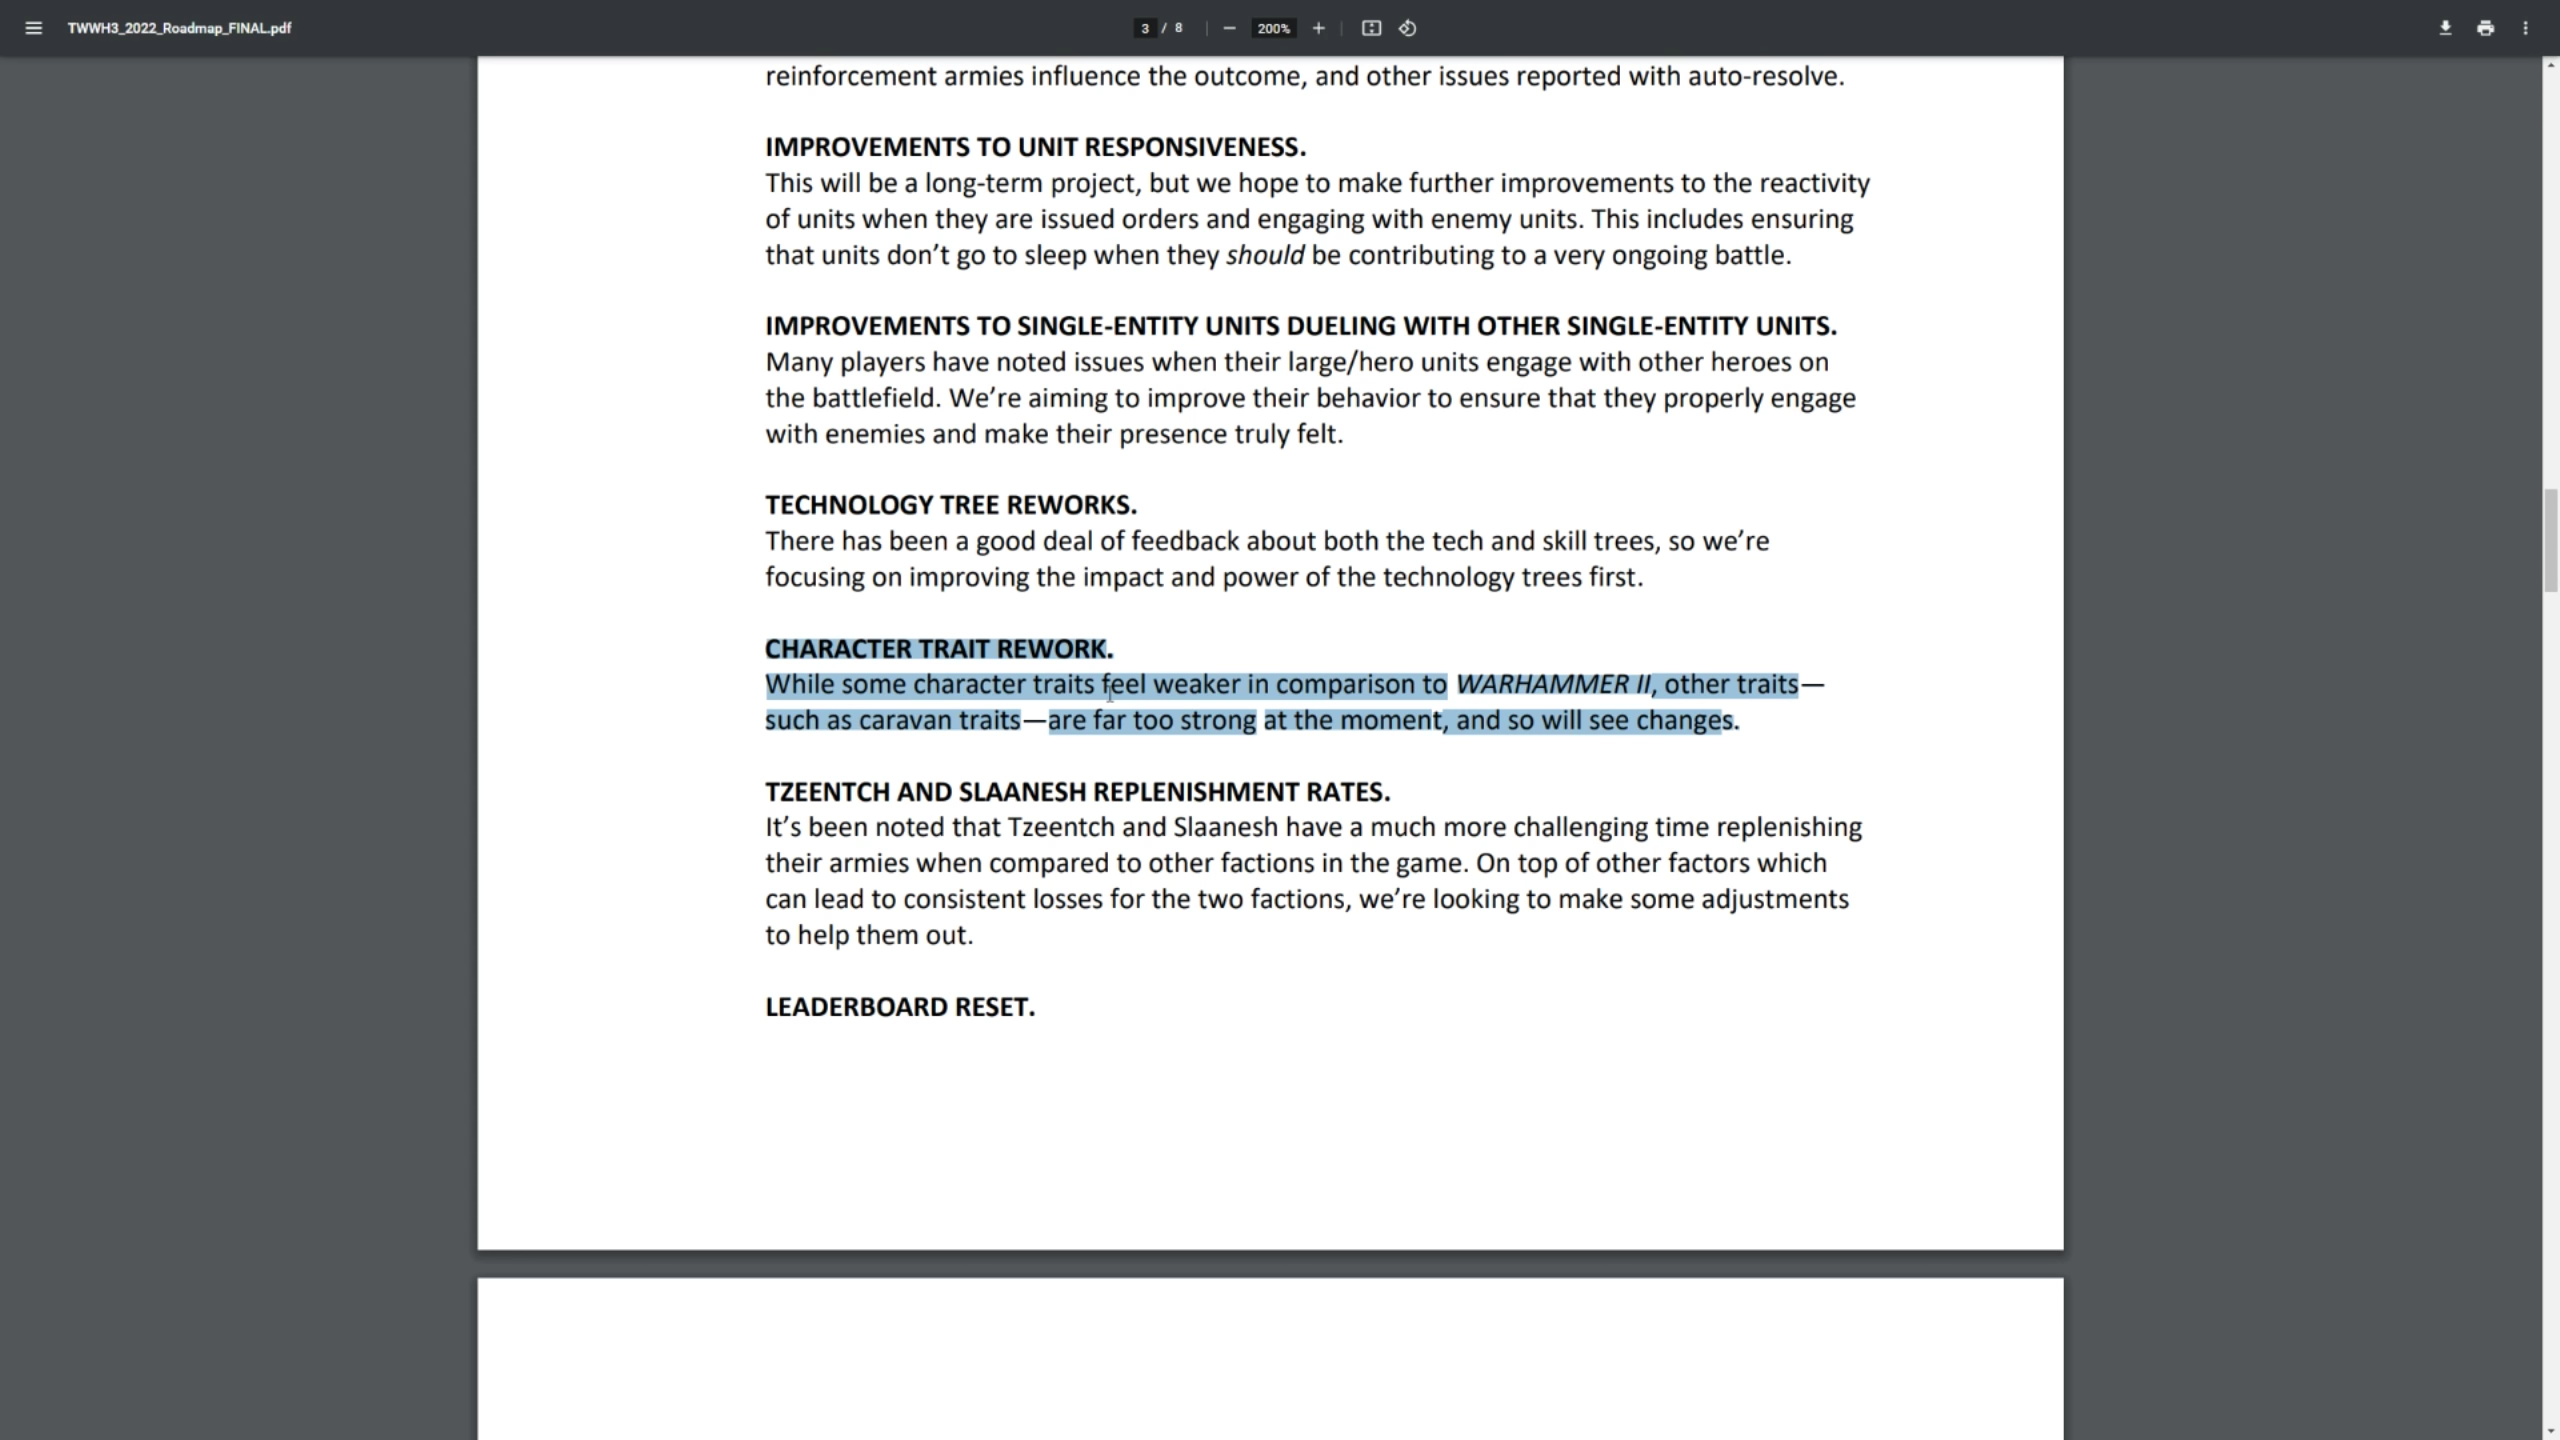 TWWH3_2022_Roadmap_FINAL.pdf
3 / 8
200%
reinforcement armies influence the outcome, and other issues reported with auto-resolve.
IMPROVEMENTS TO UNIT RESPONSIVENESS.
This will be a long-term project, but we hope to make further improvements to the reactivity
of units when they are issued orders and engaging with enemy units. This includes ensuring
that units don’t go to sleep when they should be contributing to a very ongoing battle.
IMPROVEMENTS TO SINGLE-ENTITY UNITS DUELING WITH OTHER SINGLE-ENTITY UNITS.
Many players have noted issues when their large/hero units engage with other heroes on
the battlefield. We’re aiming to improve their behavior to ensure that they properly engage
with enemies and make their presence truly felt.
TECHNOLOGY TREE REWORKS.
There has been a good deal of feedback about both the tech and skill trees, so we’re
focusing on improving the impact and power of the technology trees first.
CHARACTER TRAIT REWORK.
While some character traits feel weaker in comparison to WARHAMMER II, other traits—
such as caravan traits—are far too strong at the moment, and so will see changes.
TZEENTCH AND SLAANESH REPLENISHMENT RATES.
It’s been noted that Tzeentch and Slaanesh have a much more challenging time replenishing
their armies when compared to other factions in the game. On top of other factors which
can lead to consistent losses for the two factions, we’re looking to make some adjustments
to help them out.
LEADERBOARD RESET.